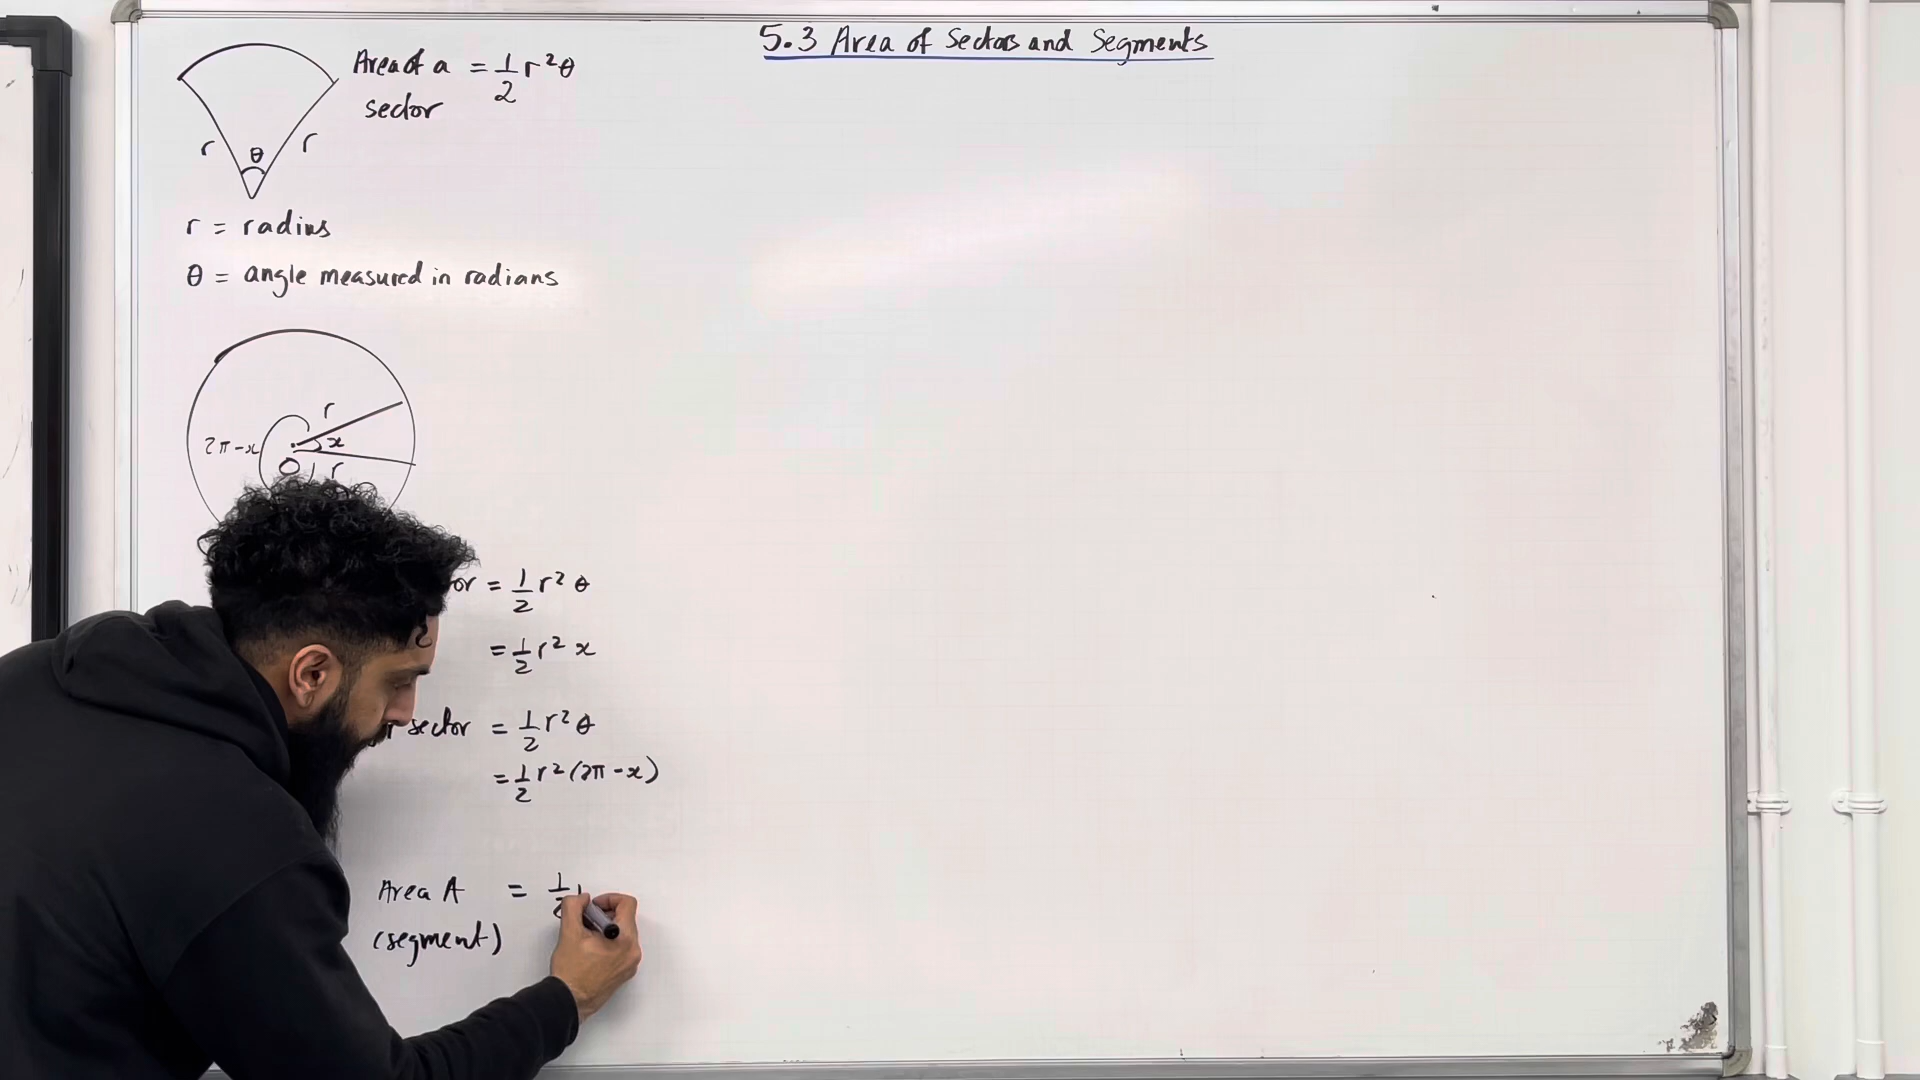 5.3 Area of Sectors and Segments
Area of a = 1/2 r²θ
sector
r
θ
r
r = radius
θ = angle measured in radians
r
2π-x
x
O
r
= 1/2 r² θ
= 1/2 r² x
sector = 1/2 r² θ
= 1/2 r² (2π - x)
Area A = 1/2
(segment)